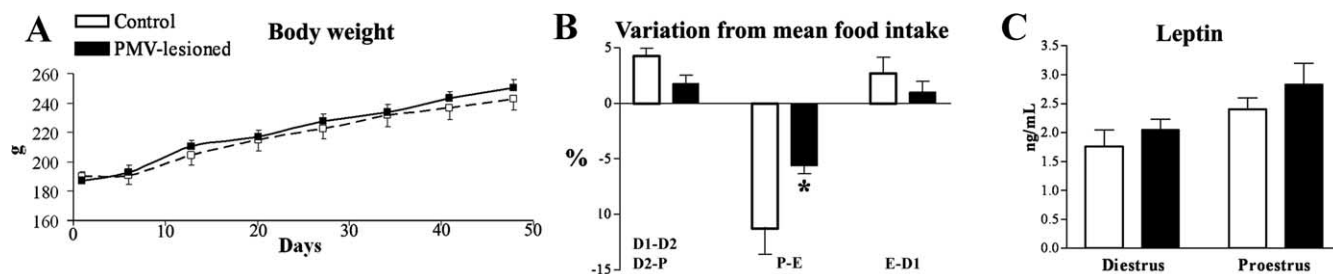 A
Control
PMV-lesioned
Body weight
260
240
220
200
180
160
g
0
10
20
30
40
50
Days
B
Variation from mean food intake
5
0
-5
10
-15
%
*
D1-D2
D2-P
P-E
E-D1
C
Leptin
3.5
3.0
2.5
2.0
1.5
1.0
0.5
0.0
ng/mL
Diestrus
Proestrus